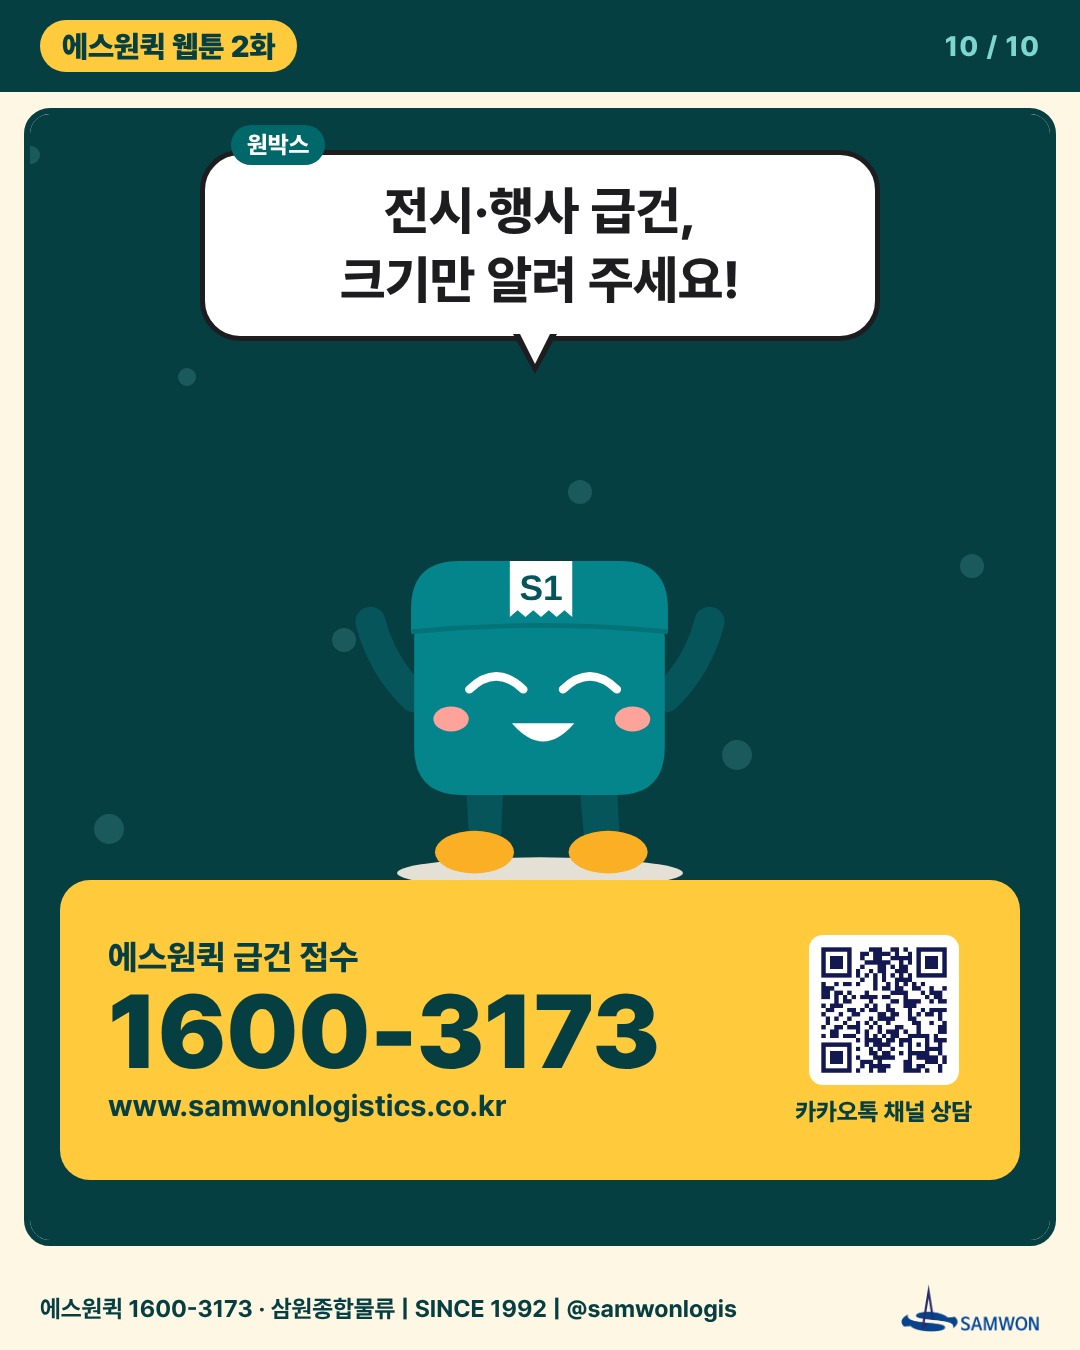 에스원퀵 웹툰 2화
10 / 10
원박스
전시·행사 급건,
크기만 알려 주세요!
S1
에스원퀵 급건 접수
1600-3173
www.samwonlogistics.co.kr
카카오톡 채널 상담
에스원퀵 1600-3173 · 삼원종합물류 | SINCE 1992 | @samwonlogis
SAMWON